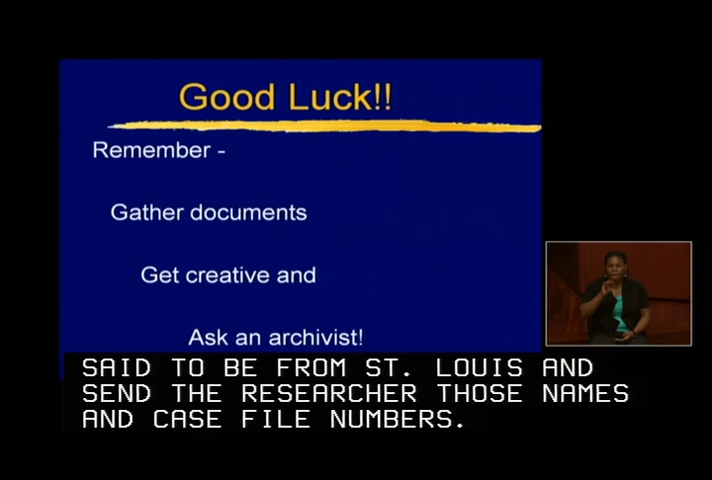 Good Luck!!
Remember -
Gather documents
Get creative and
Ask an archivist!
SAID TO BE FROM ST. LOUIS AND
SEND THE RESEARCHER THOSE NAMES
AND CASE FILE NUMBERS.